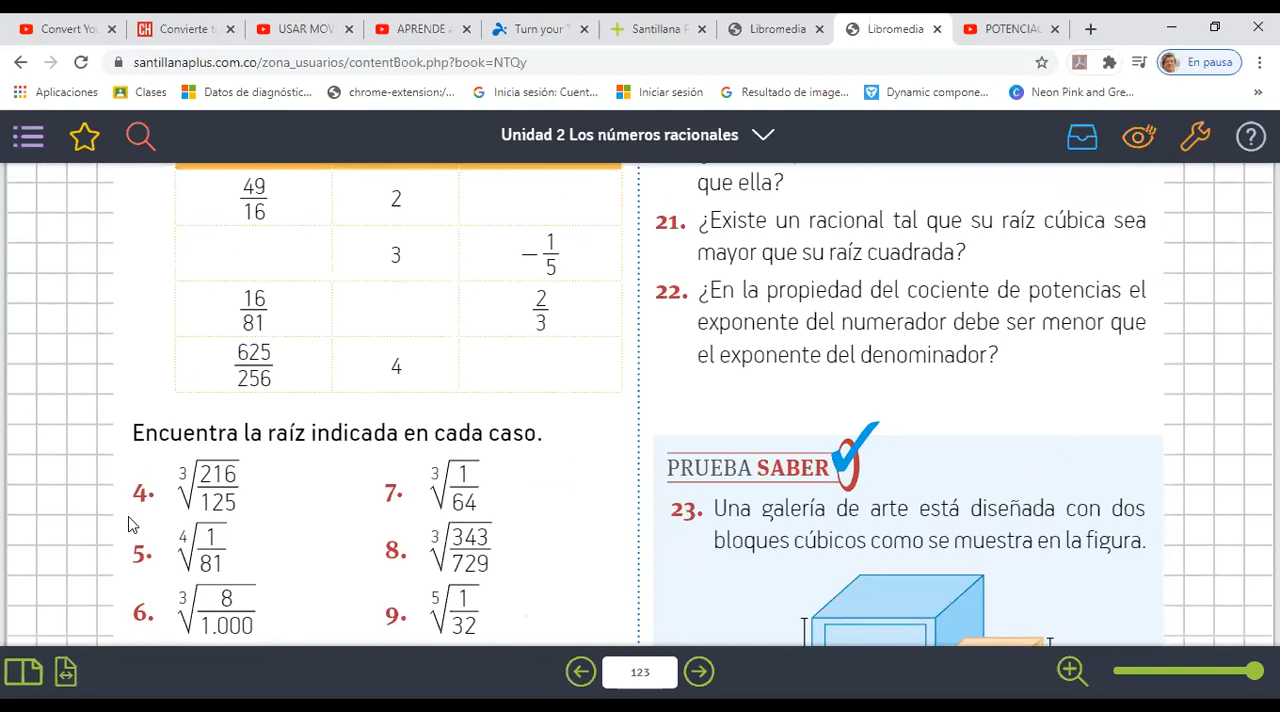 Convert You
Convierte t
USAR MOV
APRENDE A
Turn your "
Santillana P
Libromedia
Libromedia
POTENCIAC
santillanaplus.com.co/zona_usuarios/contentBook.php?book=NTQy
En pausa
Aplicaciones
Clases
Datos de diagnóstic...
chrome-extension:/...
Inicia sesión: Cuent...
Iniciar sesión
Resultado de image...
Dynamic compone...
Neon Pink and Gre...
»
Unidad 2 Los números racionales
49/16 2
3 -1/5
16/81 2/3
625/256 4
Encuentra la raíz indicada en cada caso.
4. ³√(216/125)
5. ⁴√(1/81)
6. ³√(8/1.000)
7. ³√(1/64)
8. ³√(343/729)
9. ⁵√(1/32)
que ella?
21. ¿Existe un racional tal que su raíz cúbica sea
mayor que su raíz cuadrada?
22. ¿En la propiedad del cociente de potencias el
exponente del numerador debe ser menor que
el exponente del denominador?
PRUEBA SABER
23. Una galería de arte está diseñada con dos
bloques cúbicos como se muestra en la figura.
123